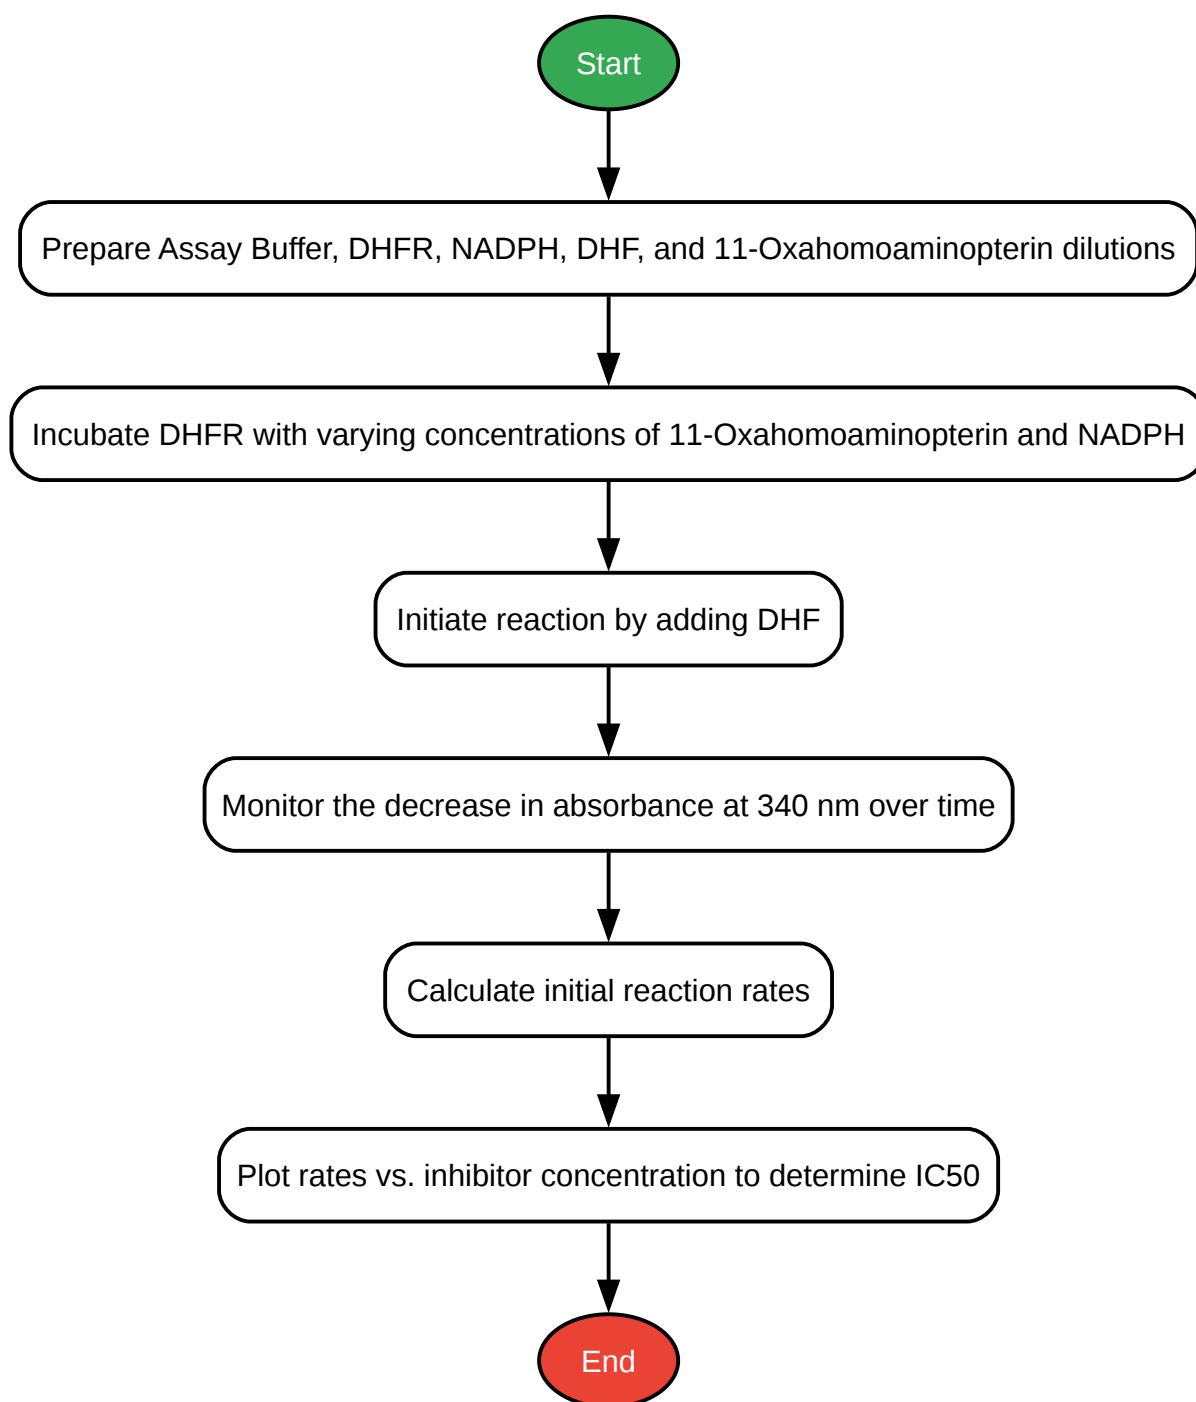 Start
Prepare Assay Buffer, DHFR, NADPH, DHF, and 11-Oxahomoaminopterin dilutions
Incubate DHFR with varying concentrations of 11-Oxahomoaminopterin and NADPH
Initiate reaction by adding DHF
Monitor the decrease in absorbance at 340 nm over time
Calculate initial reaction rates
Plot rates vs. inhibitor concentration to determine IC50
End